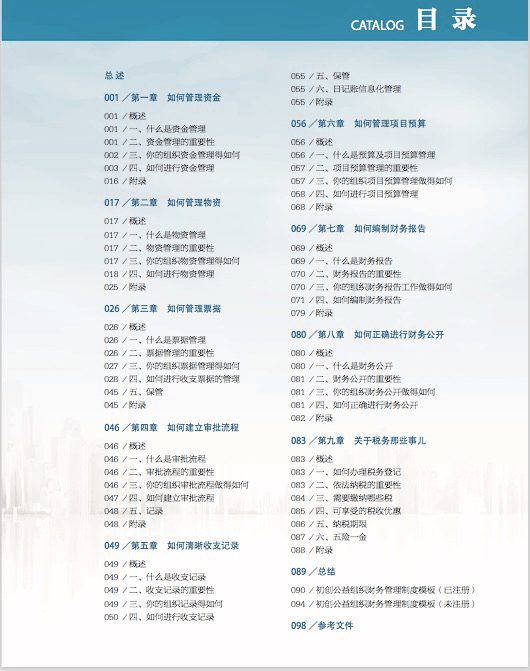 CATALOG 目录
总述
001 ／第一章 如何管理资金
001 / 概述
001 / 一、什么是资金管理
001 / 二、资金管理的重要性
002 / 三、你的组织资金管理得如何
003 / 四、如何进行资金管理
016 / 附录
017 ／第二章 如何管理物资
017 / 概述
017 / 一、什么是物资管理
017 / 二、物资管理的重要性
017 / 三、你的组织物资管理得如何
018 / 四、如何进行物资管理
025 / 附录
026 ／第三章 如何管理票据
026 / 概述
026 / 一、什么是票据管理
026 / 二、票据管理的重要性
027 / 三、你的组织票据管理得如何
028 / 四、如何进行收支票据的管理
045 / 五、保管
045 / 附录
046 ／第四章 如何建立审批流程
046 / 概述
046 / 一、什么是审批流程
046 / 二、审批流程的重要性
046 / 三、你的组织审批流程做得如何
047 / 四、如何建立审批流程
048 / 五、记录
048 / 附录
049 ／第五章 如何清晰收支记录
049 / 概述
049 / 一、什么是收支记录
049 / 二、收支记录的重要性
049 / 三、你的组织记录得如何
050 / 四、如何进行收支记录
055 / 五、保管
055 / 六、日记账信息化管理
055 / 附录
056 ／第六章 如何管理项目预算
056 / 概述
056 / 一、什么是预算及项目预算管理
057 / 二、项目预算管理的重要性
057 / 三、你的组织项目预算管理做得如何
058 / 四、如何进行项目预算管理
068 / 附录
069 ／第七章 如何编制财务报告
069 / 概述
069 / 一、什么是财务报告
070 / 二、财务报告的重要性
070 / 三、你的组织财务报告工作做得如何
071 / 四、如何编制财务报告
079 / 附录
080 ／第八章 如何正确进行财务公开
080 / 概述
080 / 一、什么是财务公开
081 / 二、财务公开的重要性
081 / 三、你的组织财务公开做得如何
081 / 四、如何正确进行财务公开
082 / 附录
083 ／第九章 关于税务那些事儿
083 / 概述
083 / 一、如何办理税务登记
083 / 二、依法纳税的重要性
084 / 三、需要缴纳哪些税
085 / 四、可享受的税收优惠
086 / 五、纳税期限
087 / 六、五险一金
088 / 附录
089 ／总结
090 / 初创公益组织财务管理制度模板（已注册）
094 / 初创公益组织财务管理制度模板（未注册）
098 ／参考文件